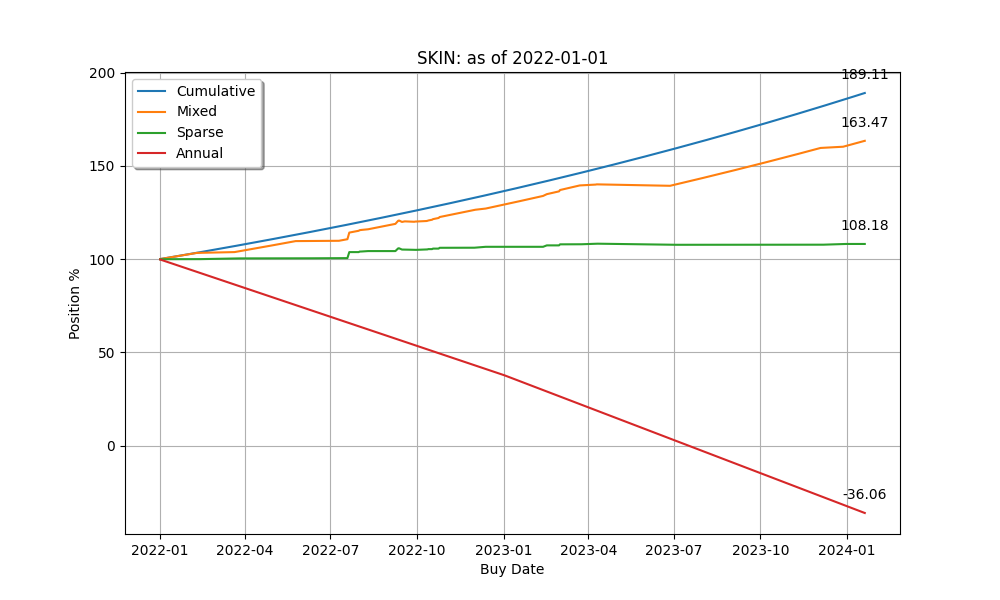 SKIN: as of 2022-01-01
200
150
100
50
0
Position %
Cumulative
Mixed
Sparse
Annual
189.11
163.47
108.18
-36.06
2022-01 2022-04 2022-07 2022-10 2023-01 2023-04 2023-07 2023-10 2024-01
Buy Date